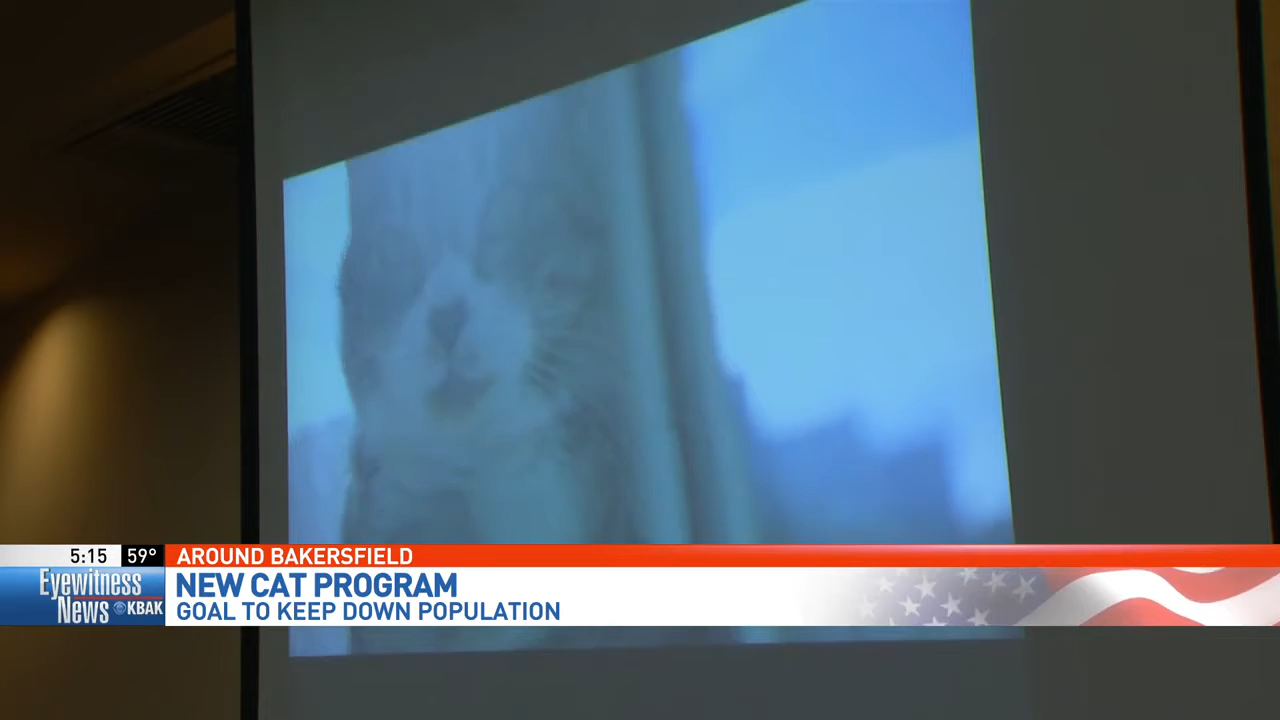 5:15 59° AROUND BAKERSFIELD
Eyewitness News KBAK
NEW CAT PROGRAM
GOAL TO KEEP DOWN POPULATION